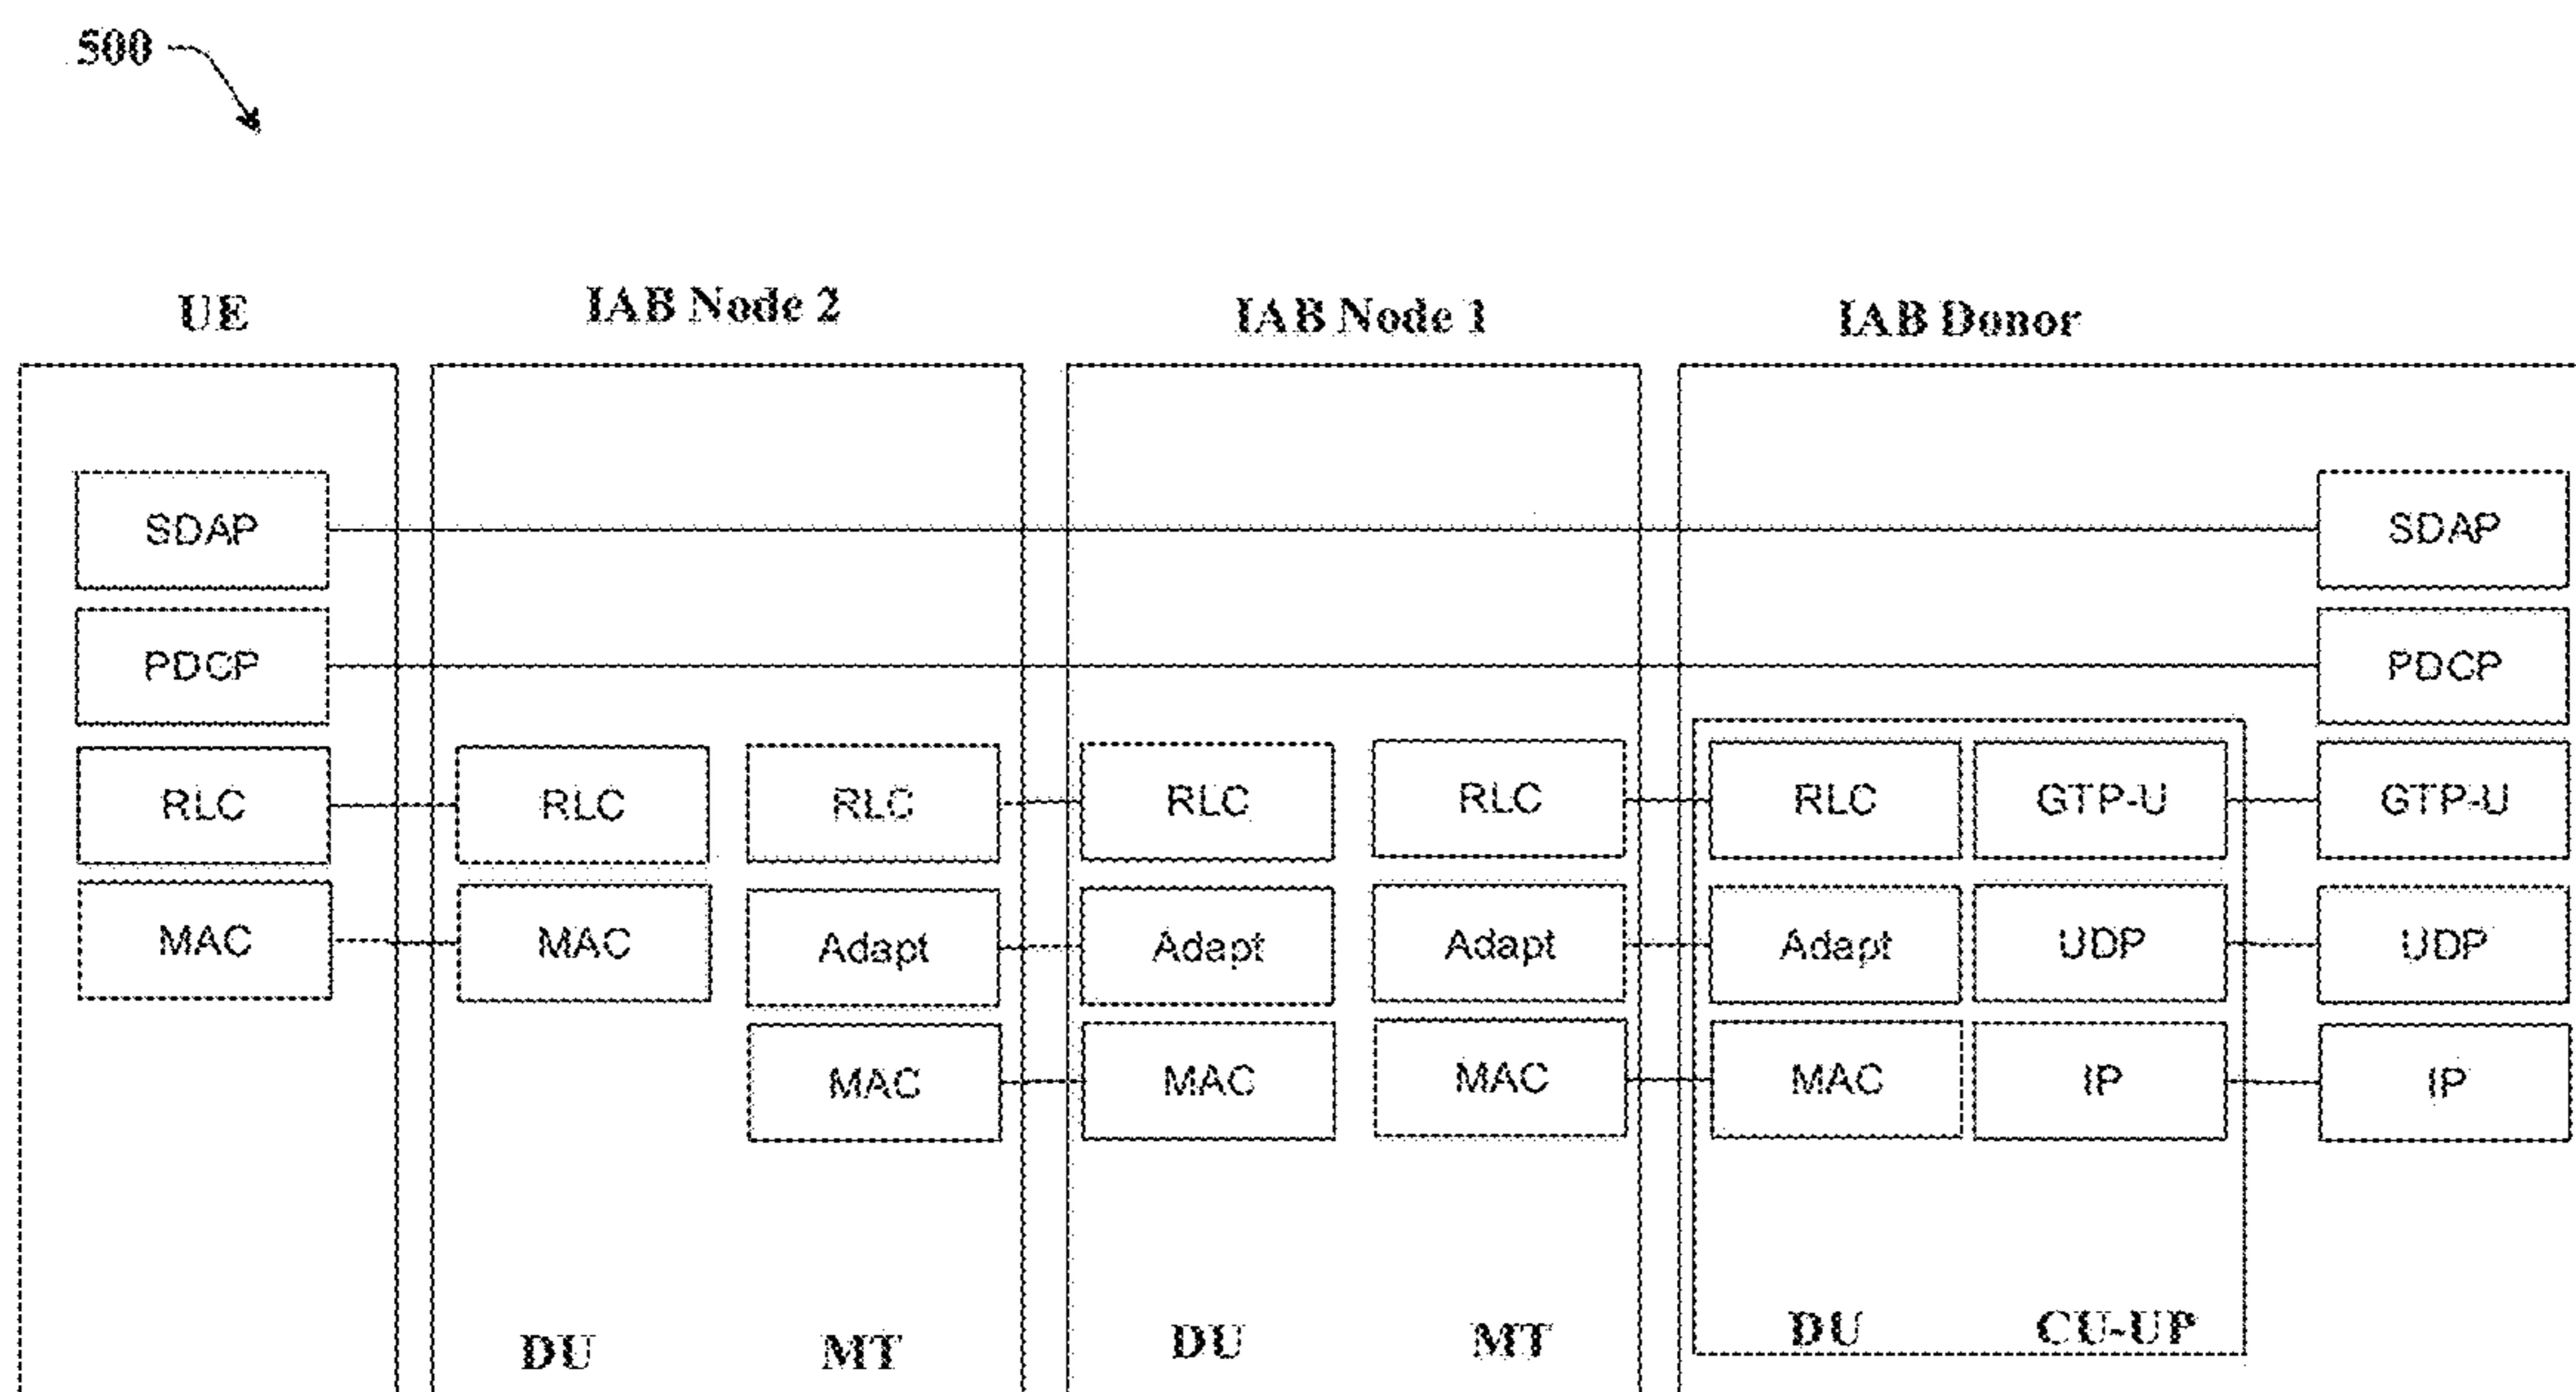 500
UE IAB Node 2 IAB Node 1 IAB Donor
SDAP SDAP
PDCP PDCP
RLC RLC RLC RLC RLC RLC GTP-U GTP-U
MAC MAC Adapt Adapt Adapt Adapt UDP UDP
MAC MAC MAC MAC IP IP
DU MT DU MT DU CU-UP